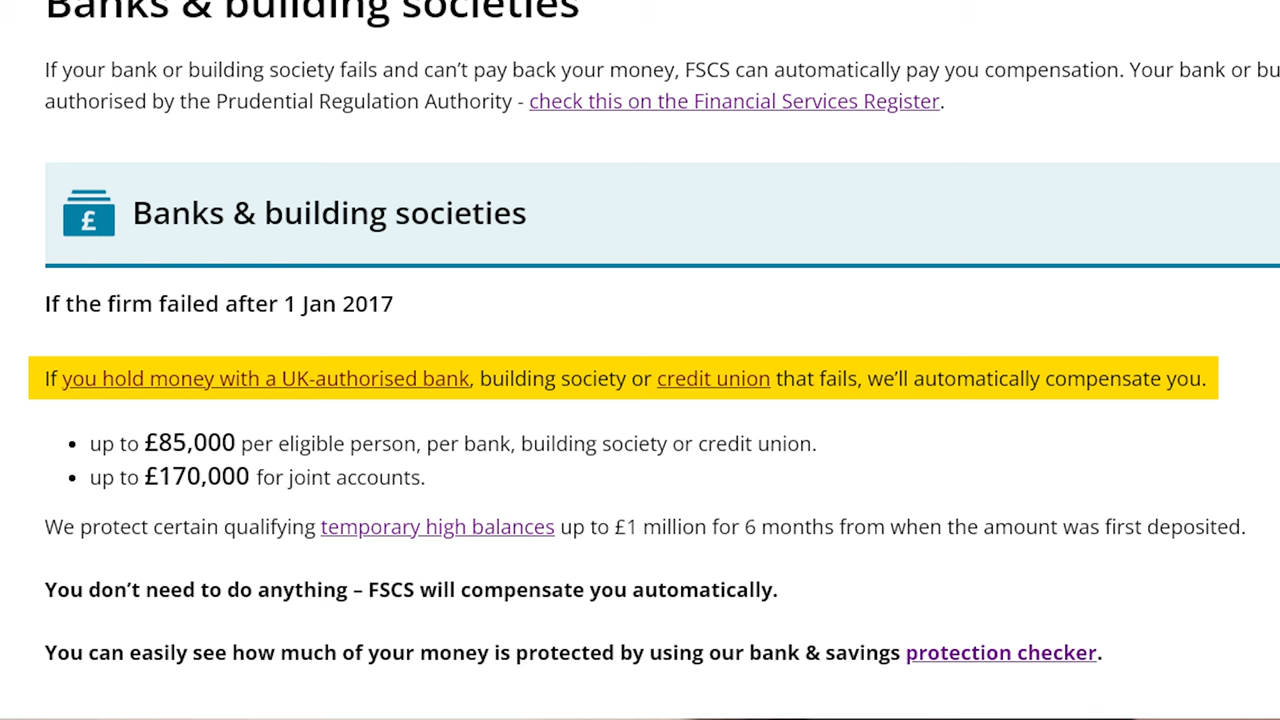 Banks & building societies
If your bank or building society fails and can’t pay back your money, FSCS can automatically pay you compensation. Your bank or bu
authorised by the Prudential Regulation Authority - check this on the Financial Services Register.
£ Banks & building societies
If the firm failed after 1 Jan 2017
If you hold money with a UK-authorised bank, building society or credit union that fails, we’ll automatically compensate you.
• up to £85,000 per eligible person, per bank, building society or credit union.
• up to £170,000 for joint accounts.
We protect certain qualifying temporary high balances up to £1 million for 6 months from when the amount was first deposited.
You don’t need to do anything – FSCS will compensate you automatically.
You can easily see how much of your money is protected by using our bank & savings protection checker.